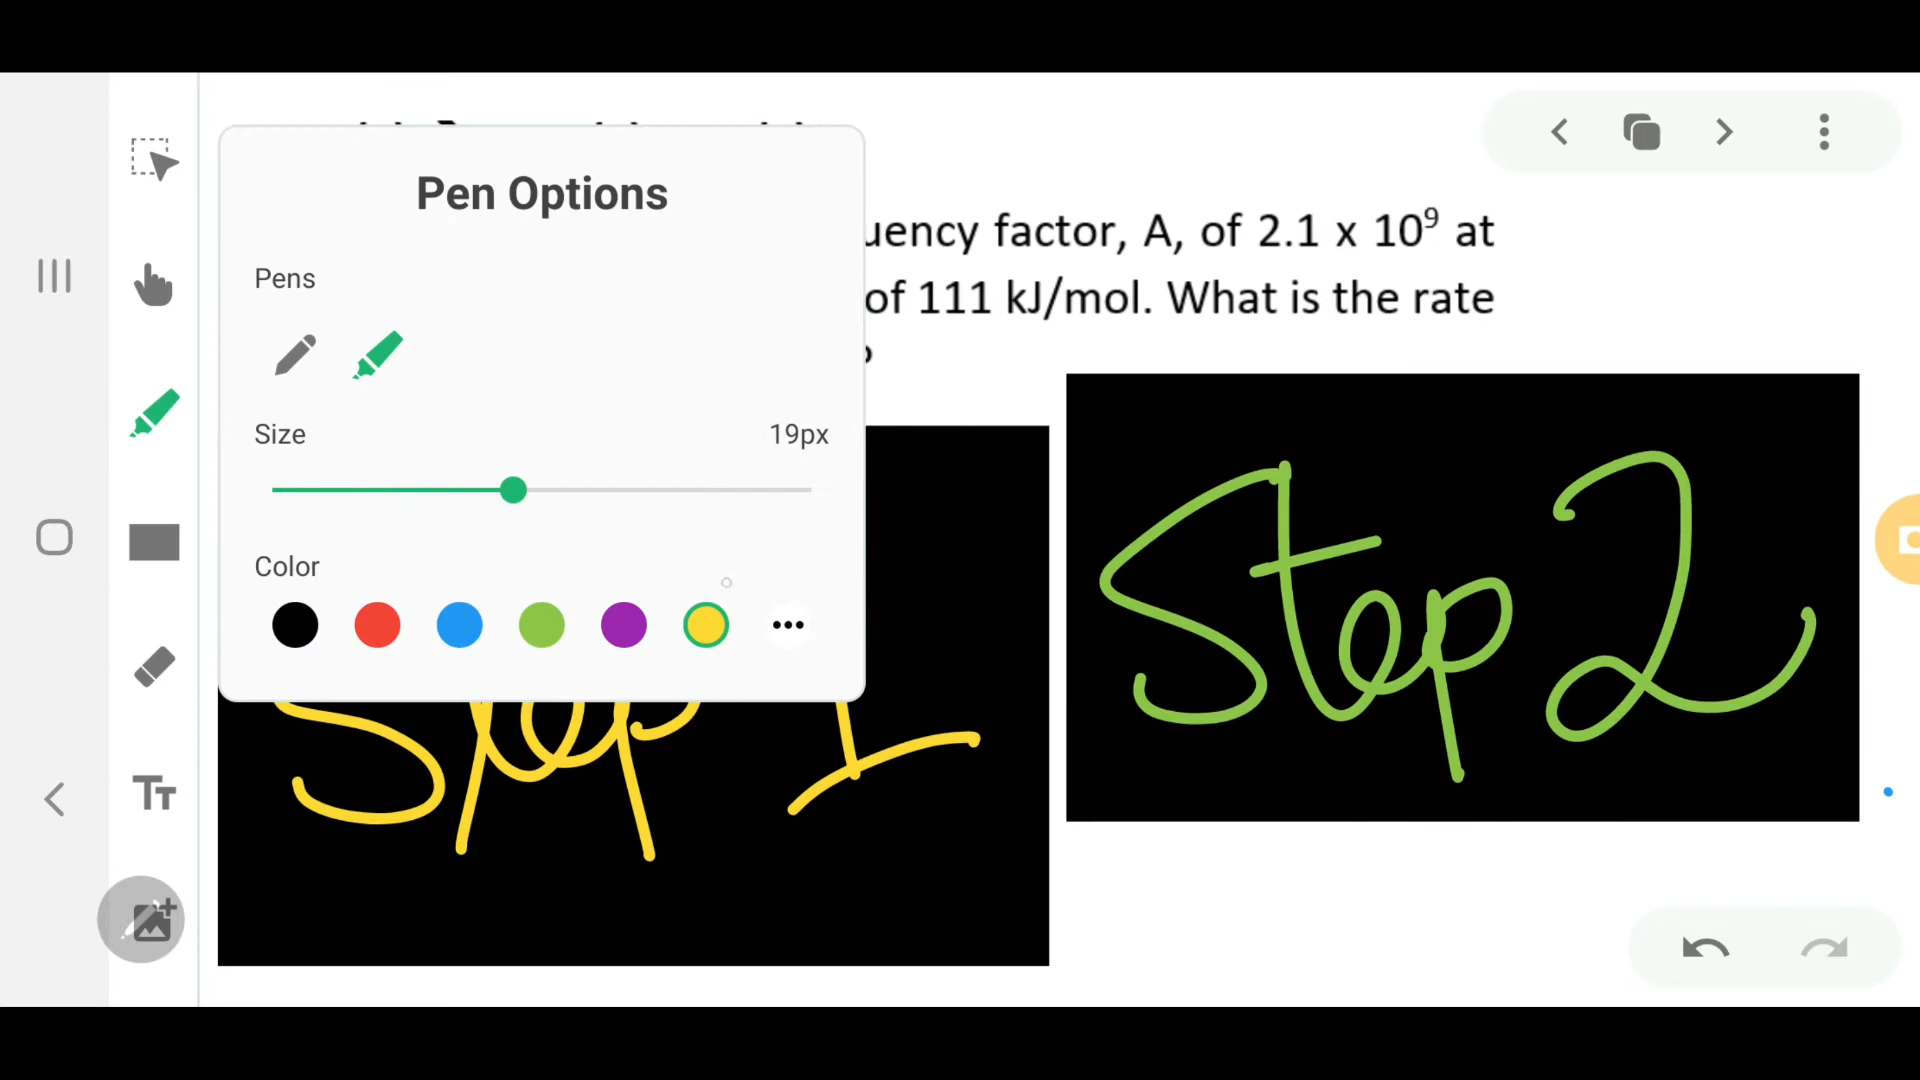 Pen Options
Pens
Size 19px
Color
factor, A, of 2.1 x 10⁹ at
of 111 kJ/mol. What is the rate
Step 1
Step 2
Tt